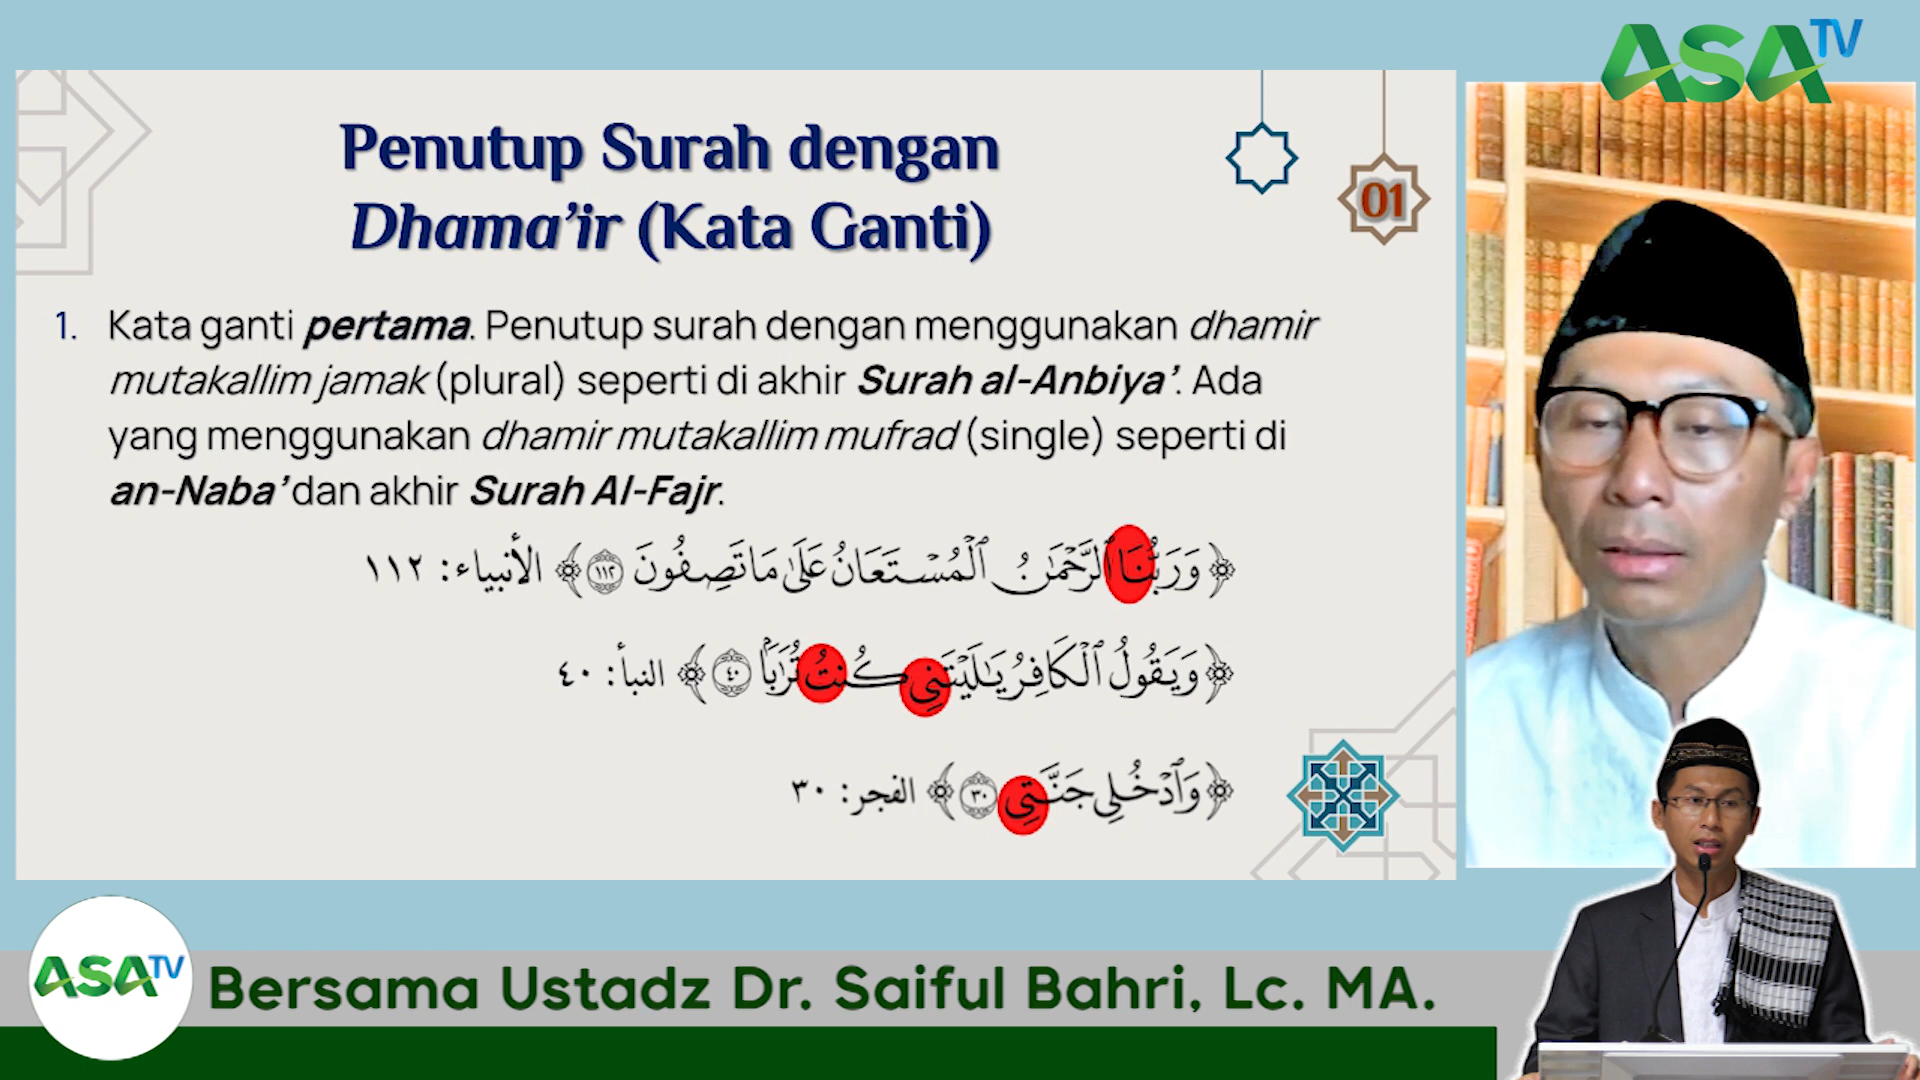 ASA TV
Penutup Surah dengan
Dhama’ir (Kata Ganti)
01
1. Kata ganti pertama. Penutup surah dengan menggunakan dhamir
mutakallim jamak (plural) seperti di akhir Surah al-Anbiya’. Ada
yang menggunakan dhamir mutakallim mufrad (single) seperti di
an-Naba’ dan akhir Surah Al-Fajr.
﴿وَرَبُّنَا ٱلرَّحۡمَٰنُ ٱلۡمُسۡتَعَانُ عَلَىٰ مَا تَصِفُونَ ١١٢﴾ الأنبياء: ١١٢
﴿وَيَقُولُ ٱلۡكَافِرُ يَٰلَيۡتَنِي كُنتُ تُرَٰبَۢا ٤٠﴾ النبأ: ٤٠
﴿وَٱدۡخُلِي جَنَّتِي ٣٠﴾ الفجر: ٣٠
ASA TV
Bersama Ustadz Dr. Saiful Bahri, Lc. MA.